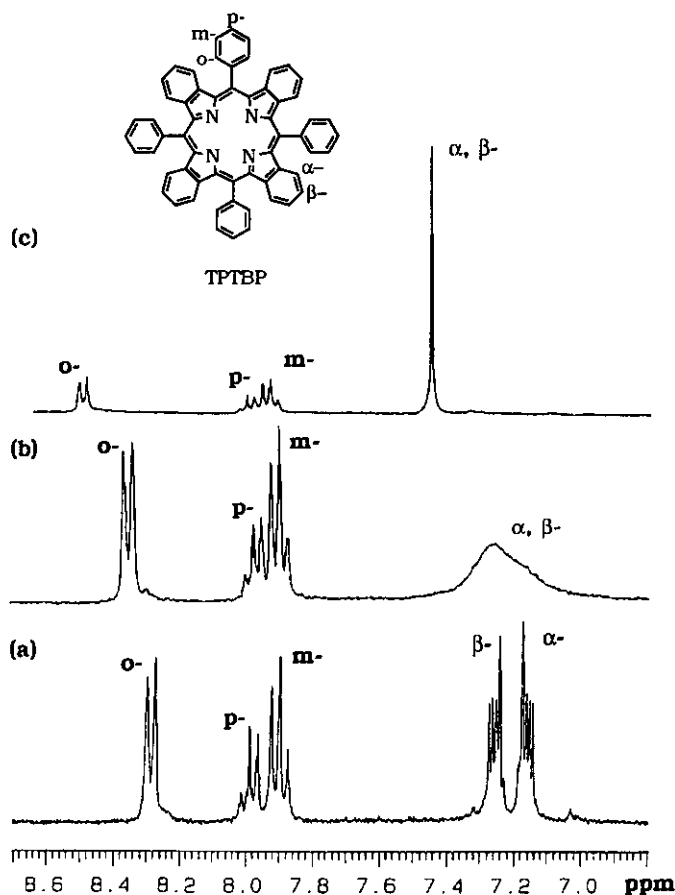 p-
m-
o-
N N
N N
α-
β-
α, β-
(c)
TPTBP
o-
p-
m-
(b)
o-
p-
m-
α, β-
(a)
o-
p-
m-
β-
α-
8.6 8.4 8.2 8.0 7.8 7.6 7.4 7.2 7.0 ppm